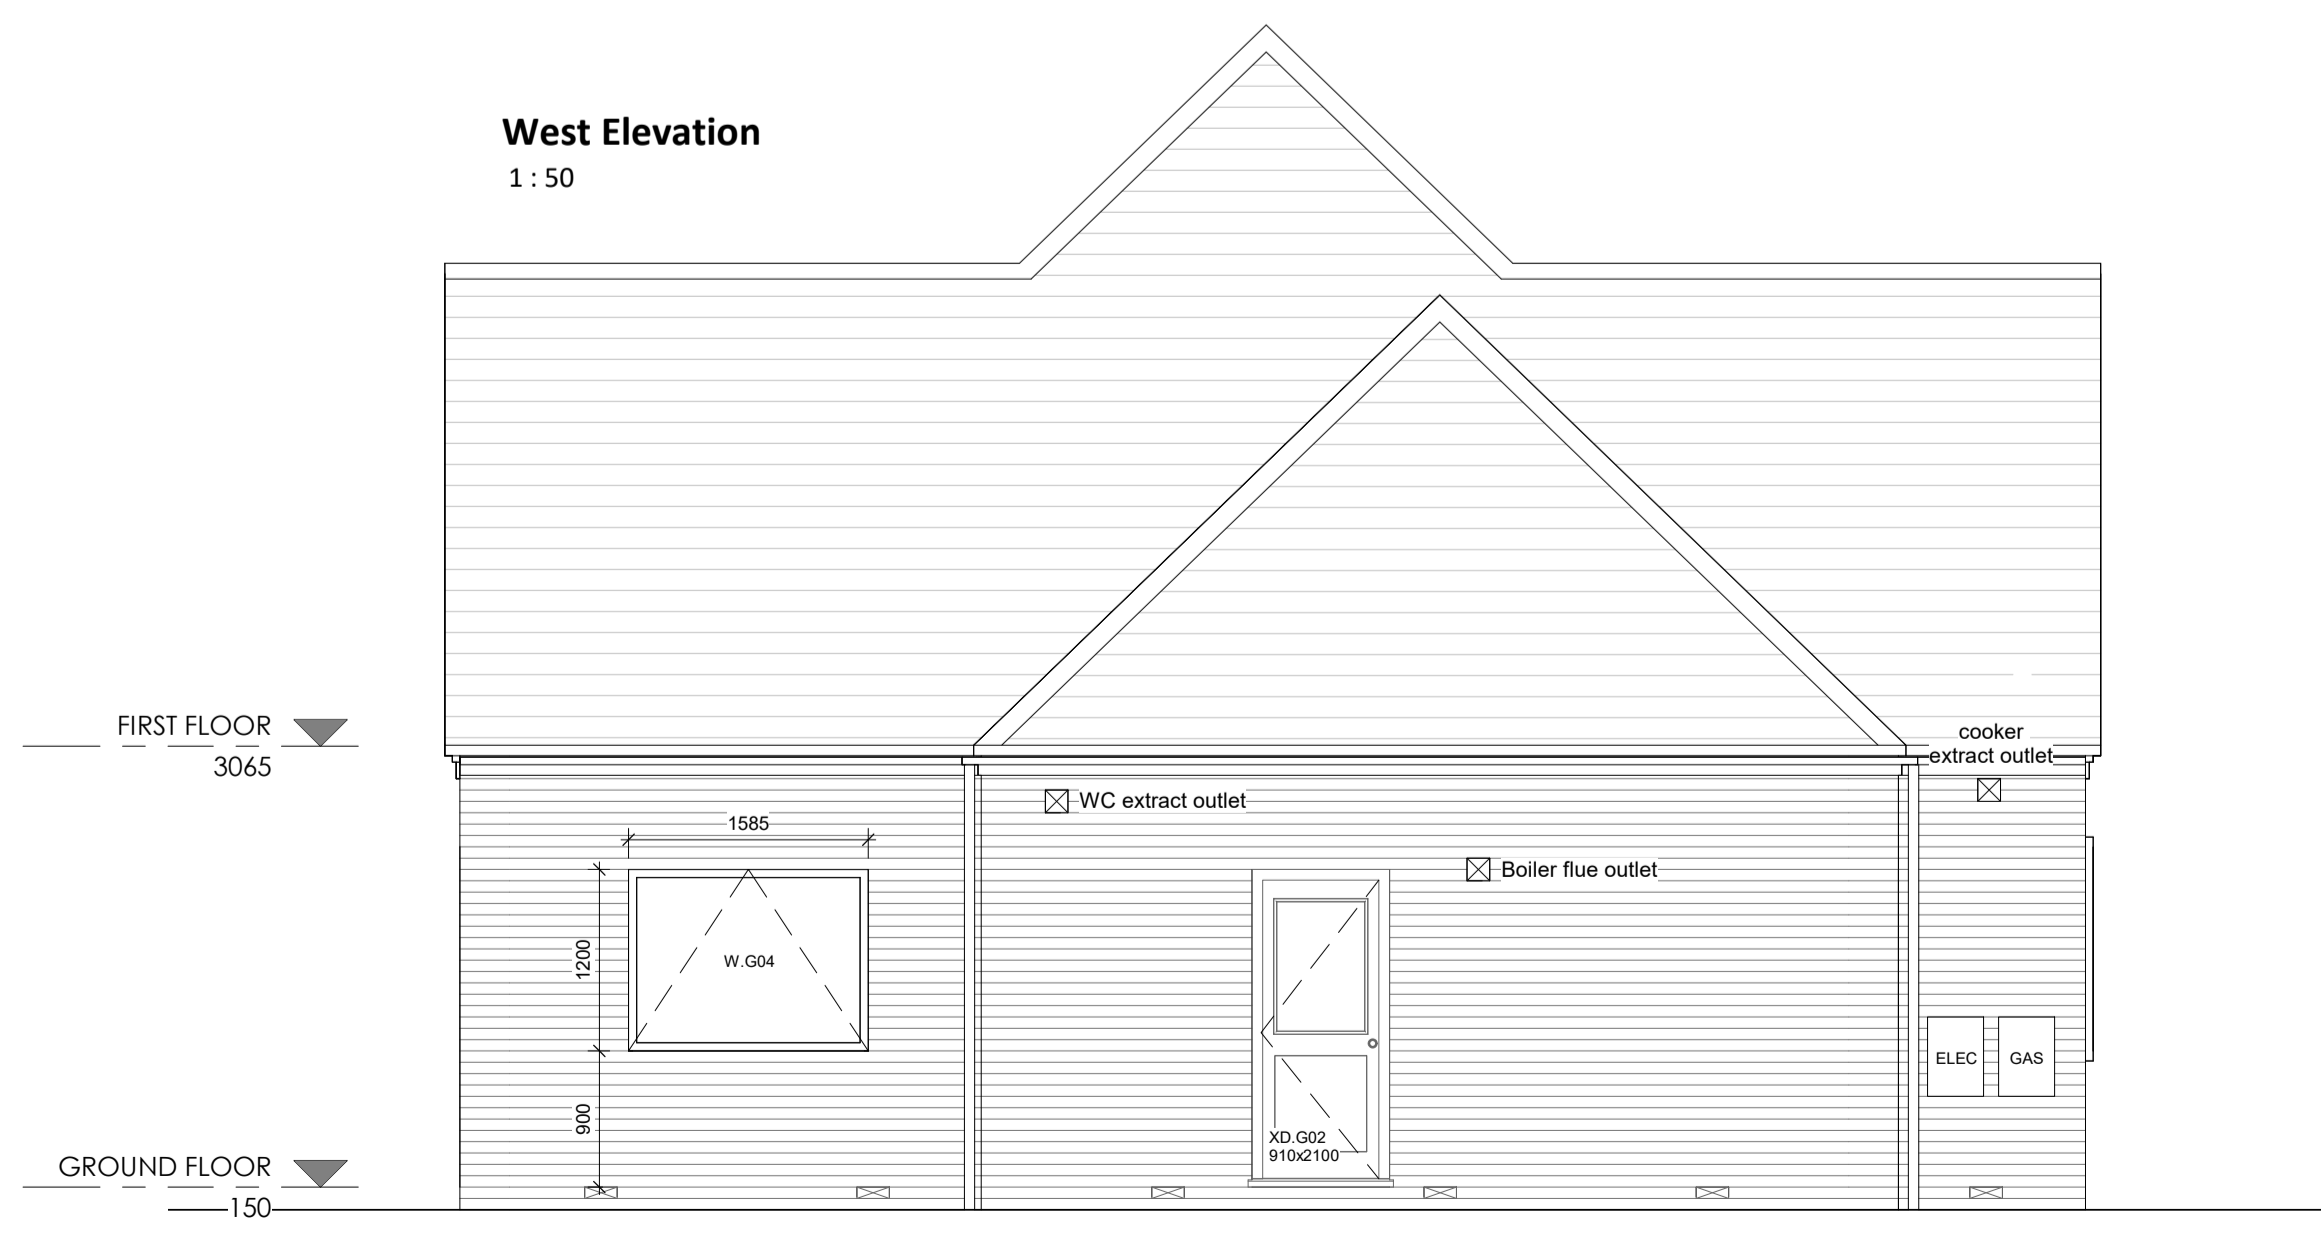 West Elevation
1 : 50
FIRST FLOOR
3065
cooker
extract outlet
WC extract outlet
1585
Boiler flue outlet
1200
W.G04
ELEC
GAS
900
XD.G02
910x2100
GROUND FLOOR
150